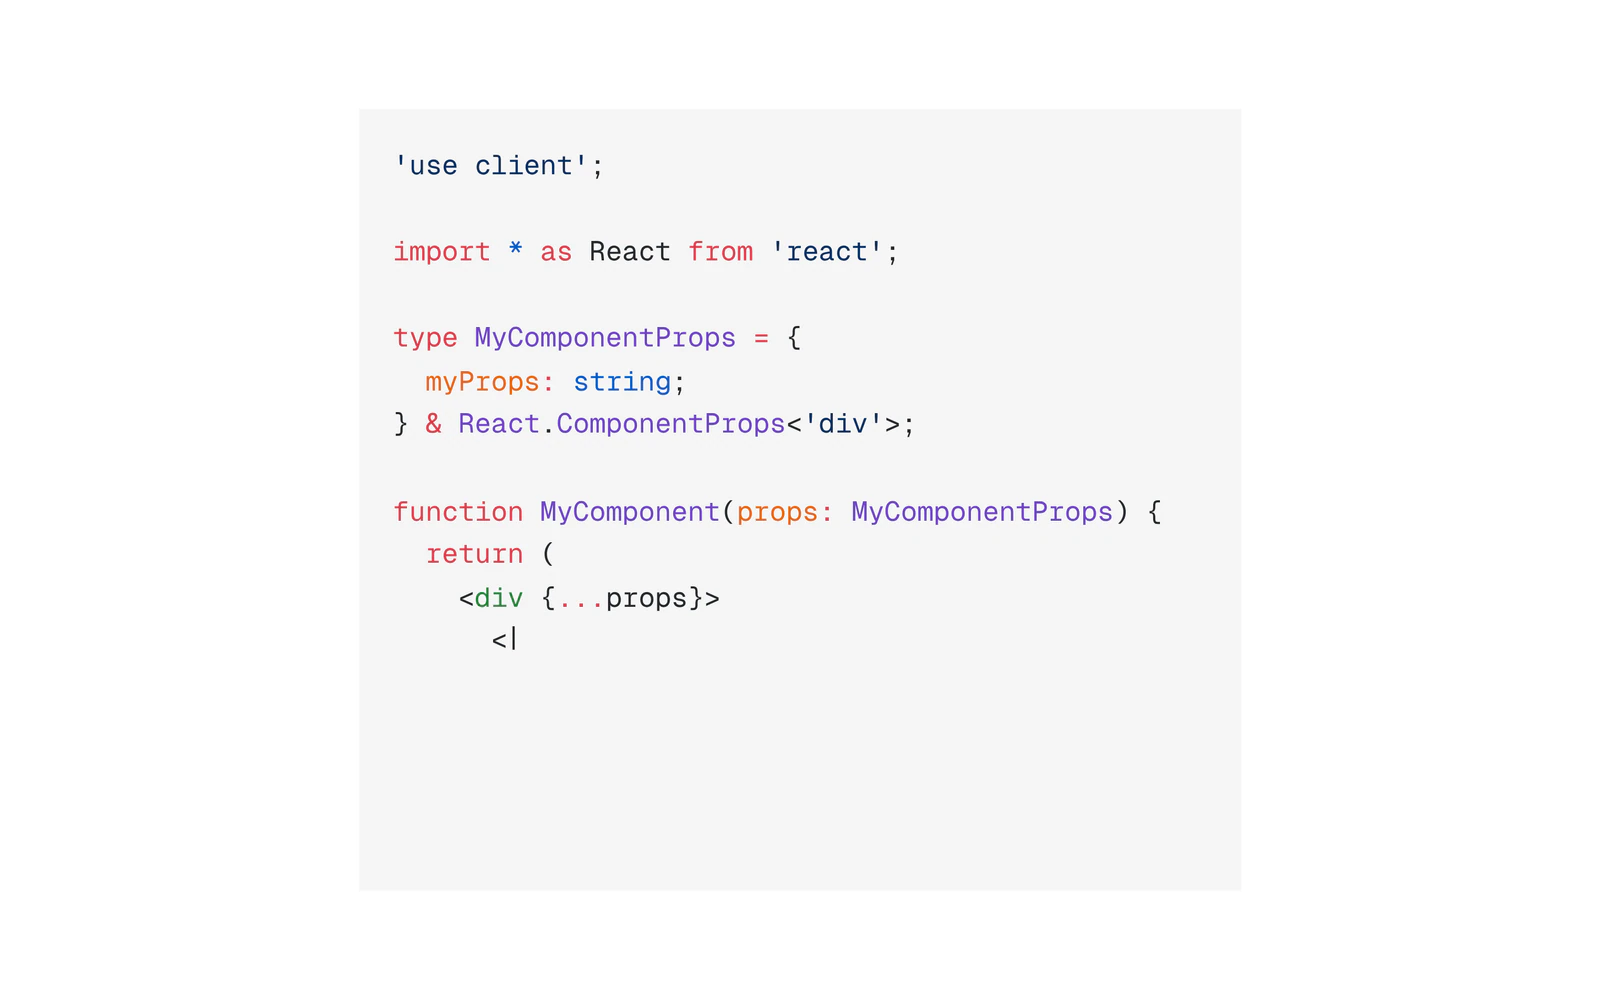 'use client';
import * as React from 'react';
type MyComponentProps = {
  myProps: string;
} & React.ComponentProps<'div'>;
function MyComponent(props: MyComponentProps) {
  return (
    <div {...props}>
      <|